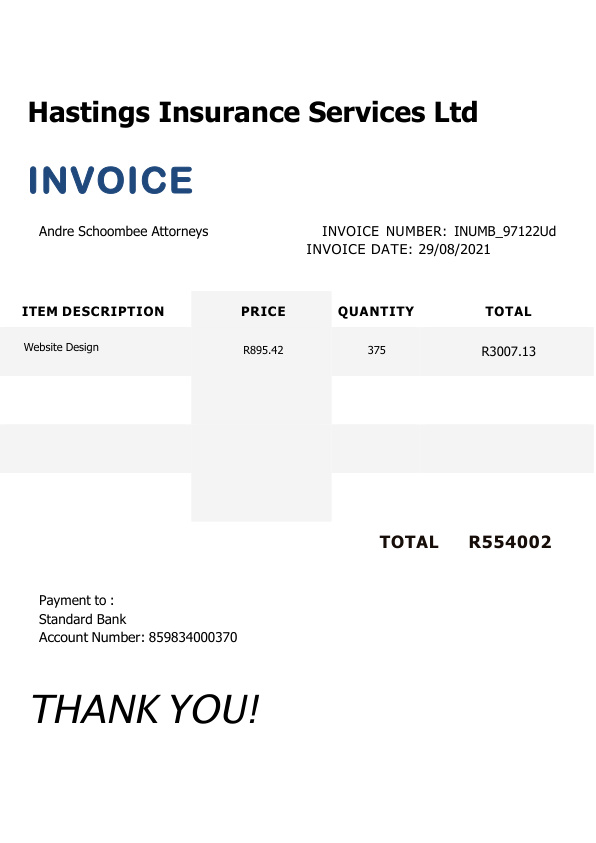 Hastings Insurance Services Ltd
INVOICE
Andre Schoombee Attorneys INVOICE NUMBER: INUMB_97122Ud
INVOICE DATE: 29/08/2021
ITEM DESCRIPTION PRICE QUANTITY TOTAL
Website Design R895.42 375 R3007.13
TOTAL R554002
Payment to :
Standard Bank
Account Number: 859834000370
THANK YOU!